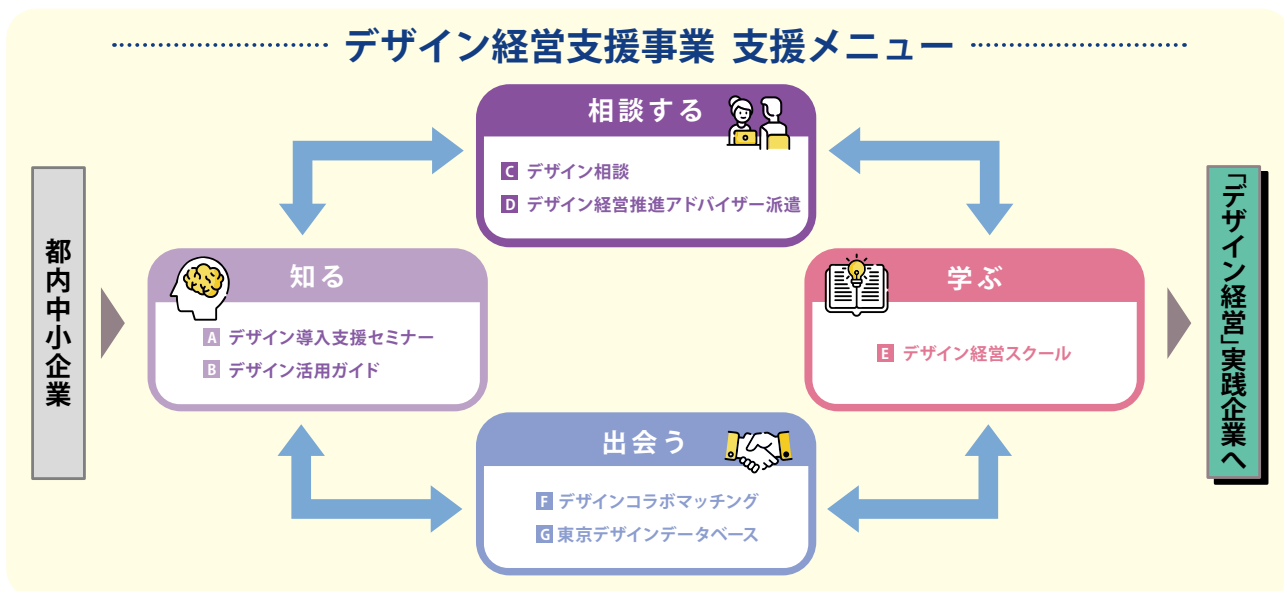 デザイン経営支援事業 支援メニュー
都内中小企業
相談する
C デザイン相談
D デザイン経営推進アドバイザー派遣
知る
A デザイン導入支援セミナー
B デザイン活用ガイド
学ぶ
E デザイン経営スクール
出会う
F デザインコラボマッチング
G 東京デザインデータベース
「デザイン経営」実践企業へ